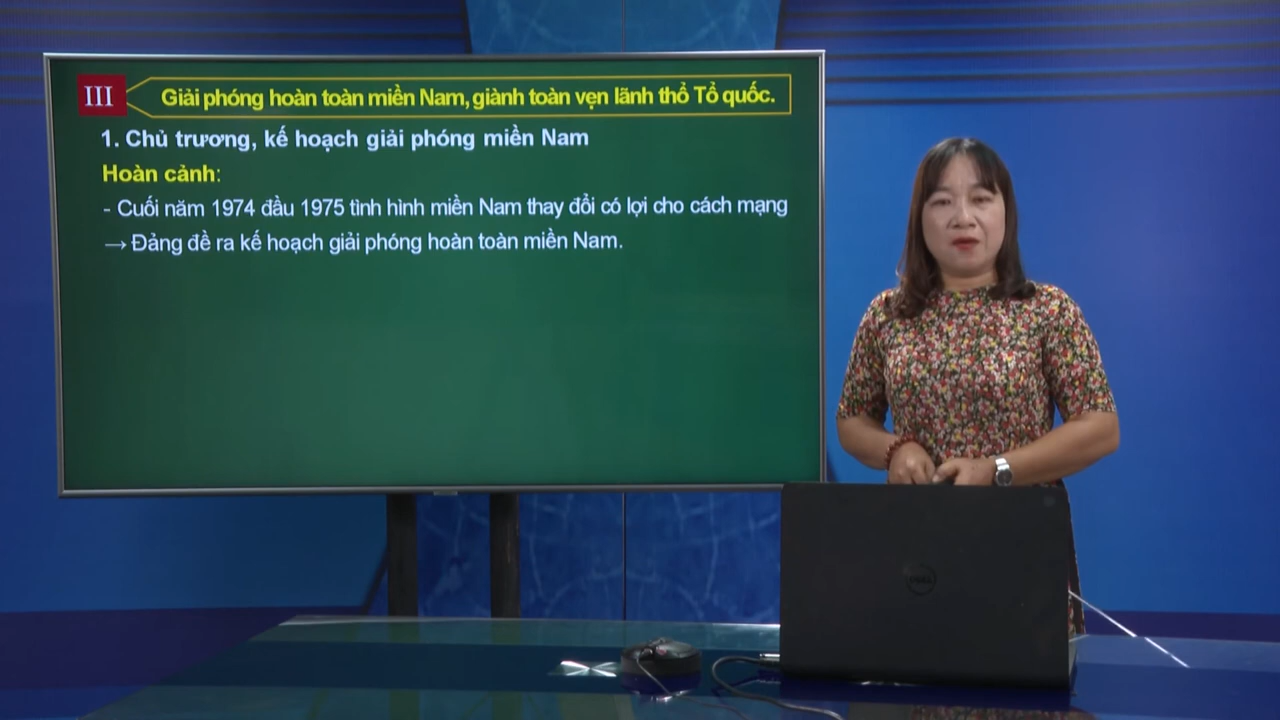 III
Giải phóng hoàn toàn miền Nam, giành toàn vẹn lãnh thổ Tổ quốc.
1. Chủ trương, kế hoạch giải phóng miền Nam
Hoàn cảnh:
- Cuối năm 1974 đầu 1975 tình hình miền Nam thay đổi có lợi cho cách mạng
→ Đảng đề ra kế hoạch giải phóng hoàn toàn miền Nam.
DELL